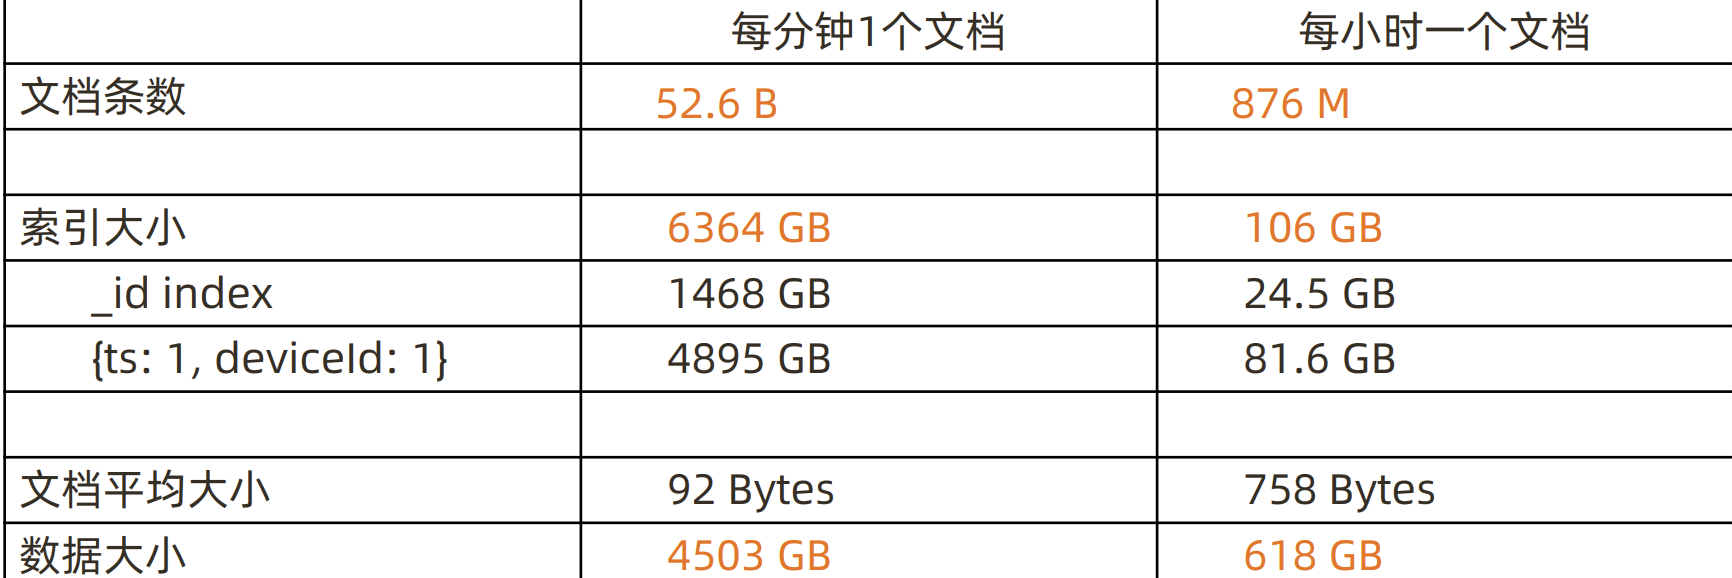 每分钟1个文档 每小时一个文档
文档条数 52.6 B 876 M
索引大小 6364 GB 106 GB
_id index 1468 GB 24.5 GB
{ts: 1, deviceId: 1} 4895 GB 81.6 GB
文档平均大小 92 Bytes 758 Bytes
数据大小 4503 GB 618 GB